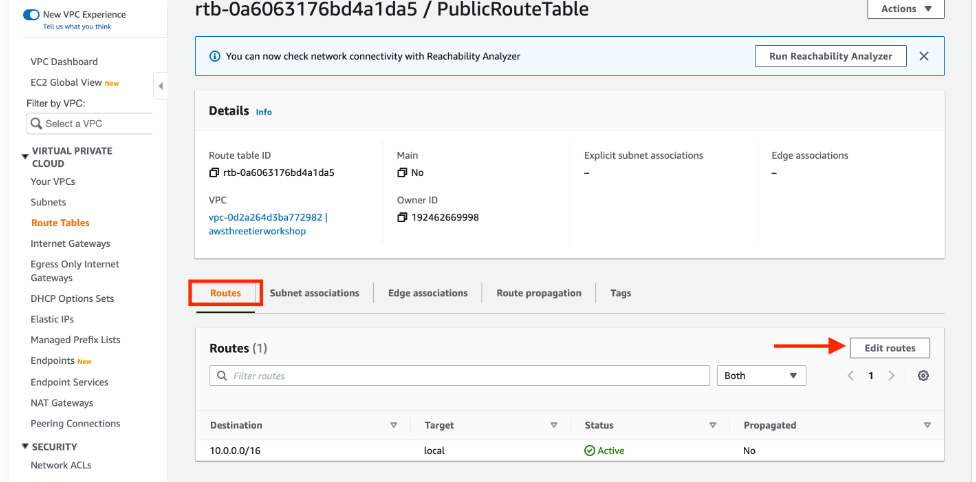 New VPC Experience
Tell us what you think
VPC Dashboard
EC2 Global View New
Filter by VPC:
Select a VPC
VIRTUAL PRIVATE
CLOUD
Your VPCs
Subnets
Route Tables
Internet Gateways
Egress Only Internet
Gateways
DHCP Options Sets
Elastic IPs
Managed Prefix Lists
Endpoints New
Endpoint Services
NAT Gateways
Peering Connections
SECURITY
Network ACLs
rtb-0a6063176bd4a1da5 / PublicRouteTable
Actions
You can now check network connectivity with Reachability Analyzer
Run Reachability Analyzer
Details Info
Route table ID
rtb-0a6063176bd4a1da5
Main
No
Explicit subnet associations
–
Edge associations
–
VPC
vpc-0d2a264d3ba772982 |
awsthreetierworkshop
Owner ID
192462669998
Routes
Subnet associations
Edge associations
Route propagation
Tags
Routes (1)
Edit routes
Filter routes
Both
1
Destination Target Status Propagated
10.0.0.0/16 local Active No